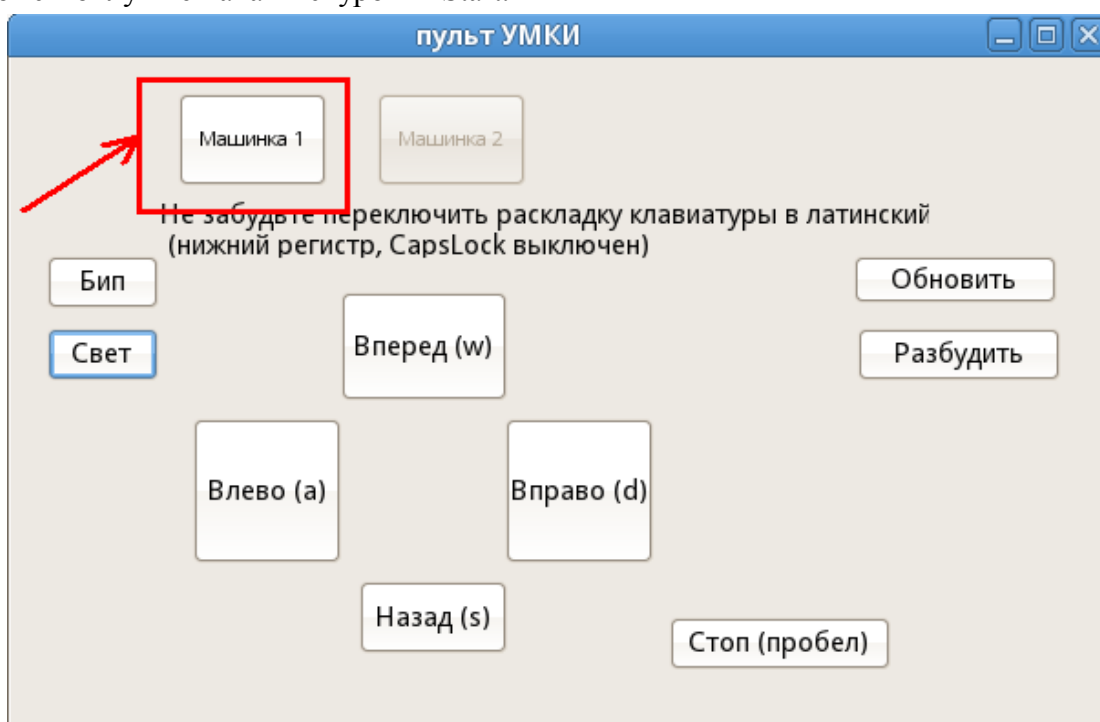 пульт УМКИ
Машинка 1
Машинка 2
Не забудьте переключить раскладку клавиатуры в латинский
(нижний регистр, CapsLock выключен)
Бип
Обновить
Свет
Вперед (w)
Разбудить
Влево (a)
Вправо (d)
Назад (s)
Стоп (пробел)